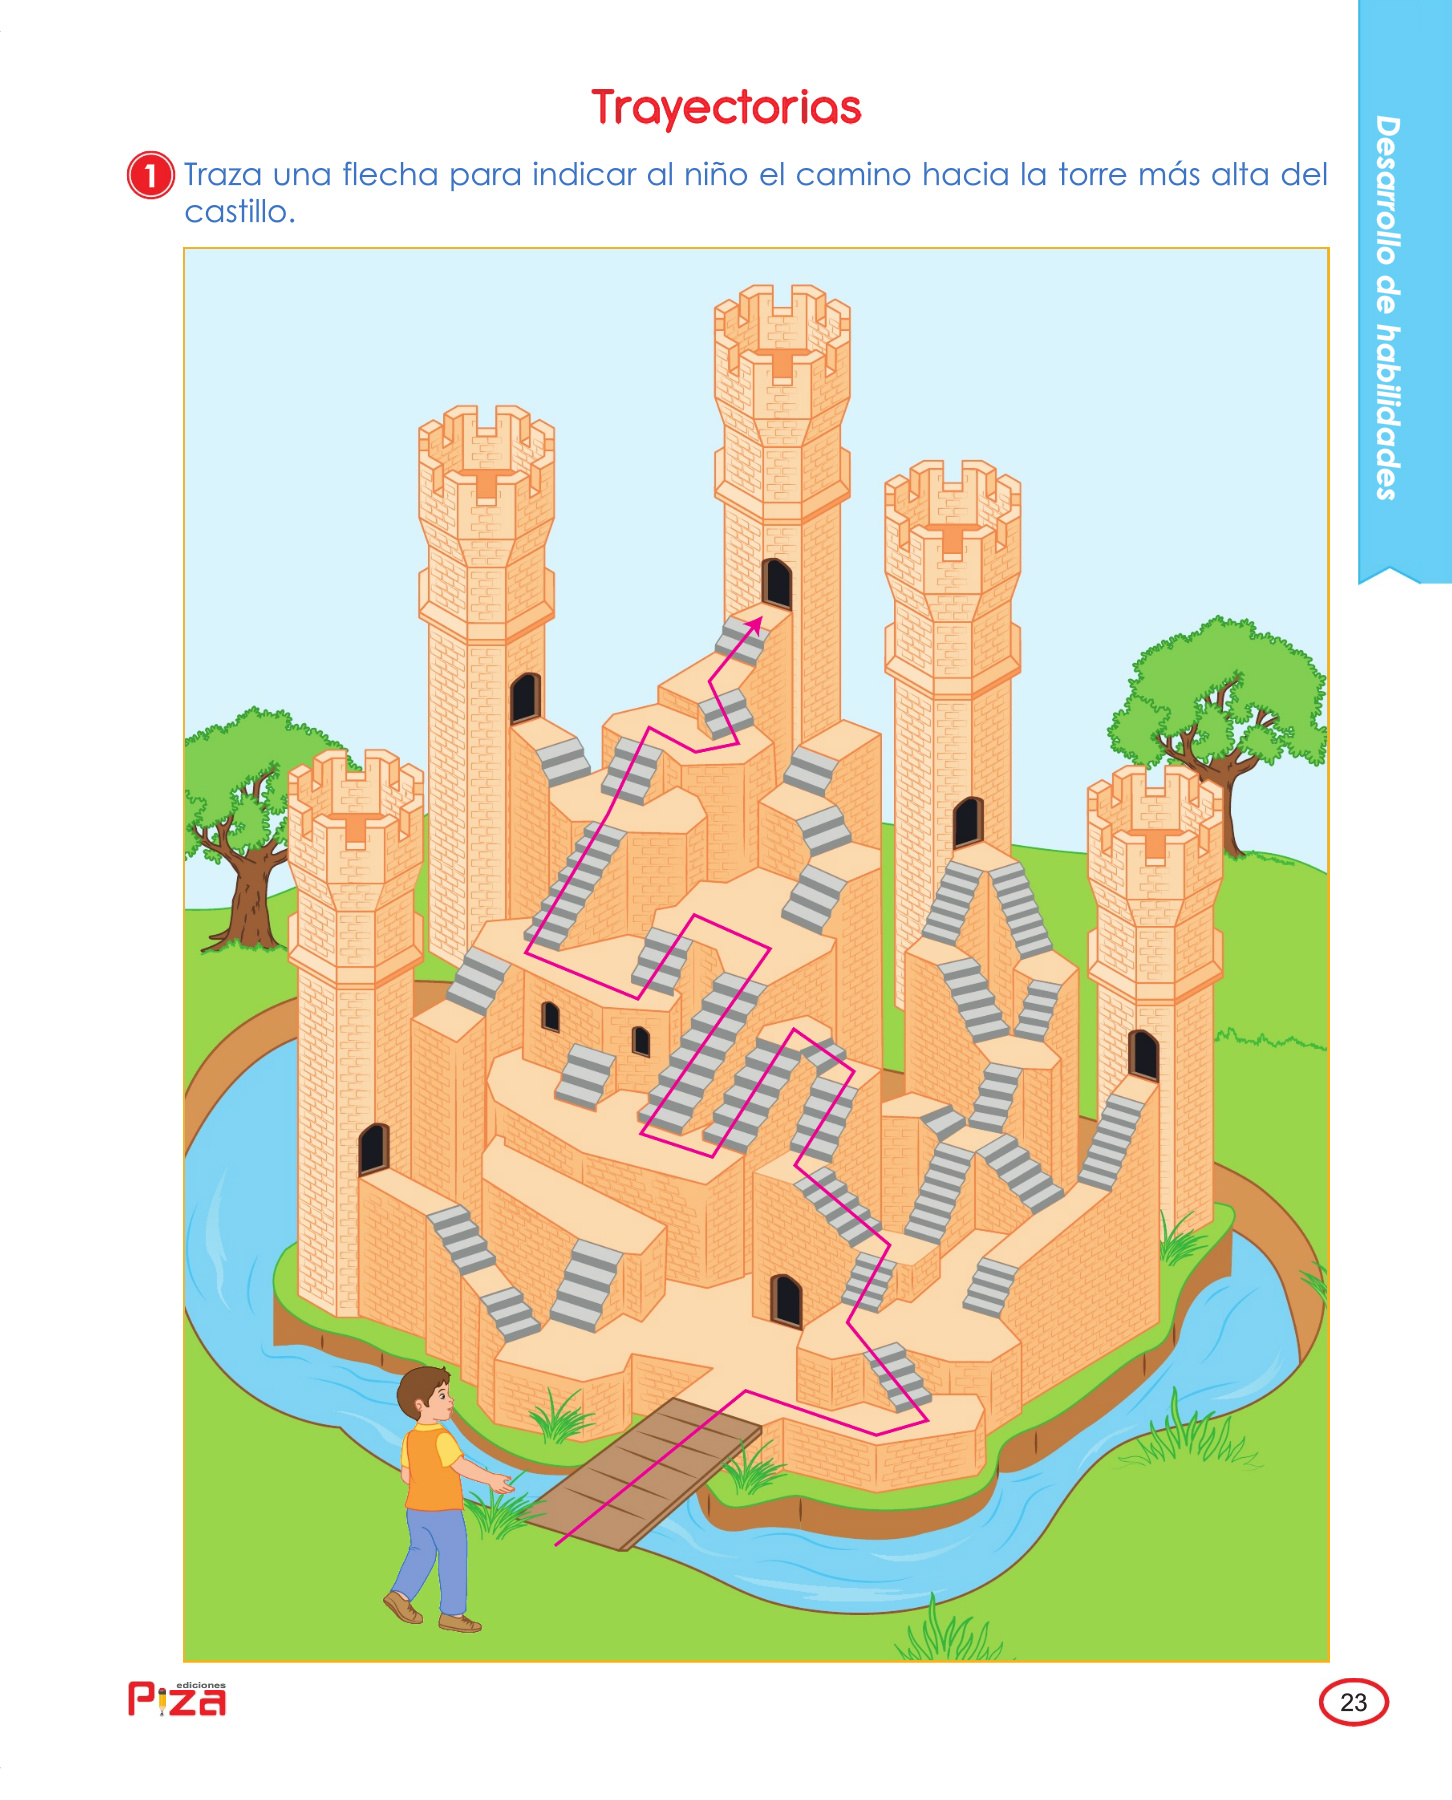 Trayectorias
1 Traza una flecha para indicar al niño el camino hacia la torre más alta del
castillo.
Desarrollo de habilidades
ediciones
Piza
23